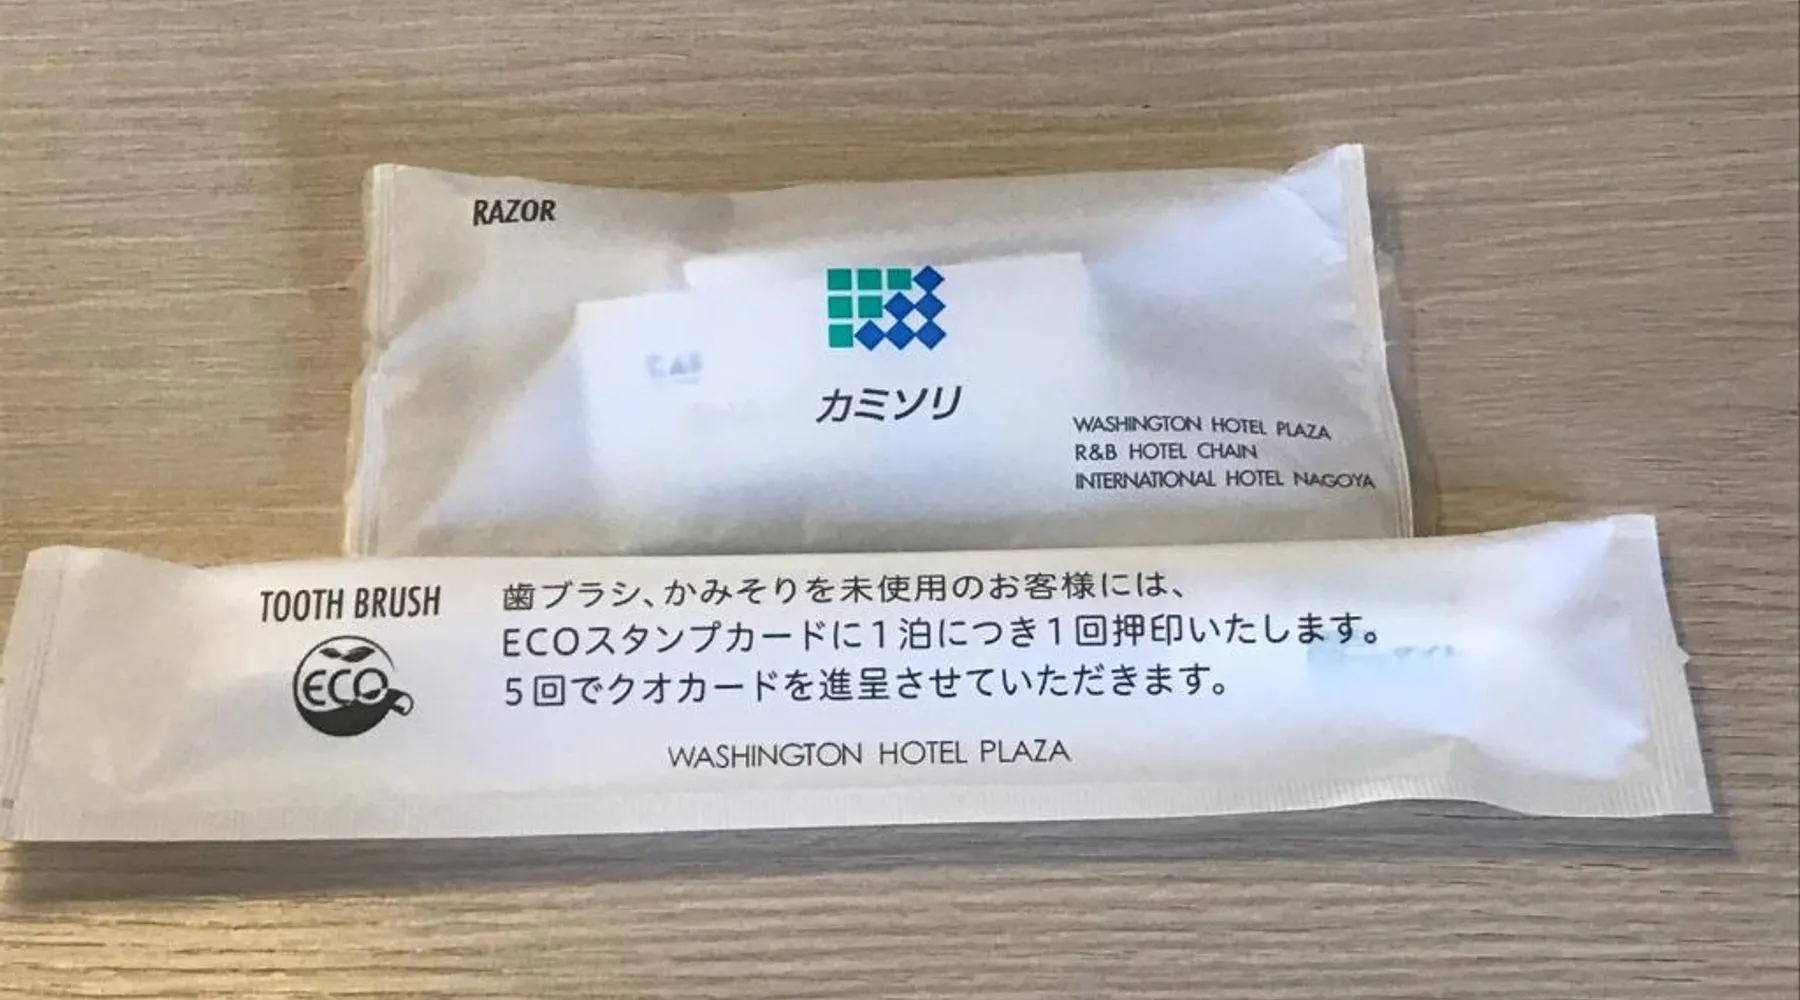 RAZOR
カミソリ
WASHINGTON HOTEL PLAZA
R&B HOTEL CHAIN
INTERNATIONAL HOTEL NAGOYA
TOOTH BRUSH
ECO
歯ブラシ、かみそりを未使用のお客様には、
ECOスタンプカードに1泊につき1回押印いたします。
5回でクオカードを進呈させていただきます。
WASHINGTON HOTEL PLAZA